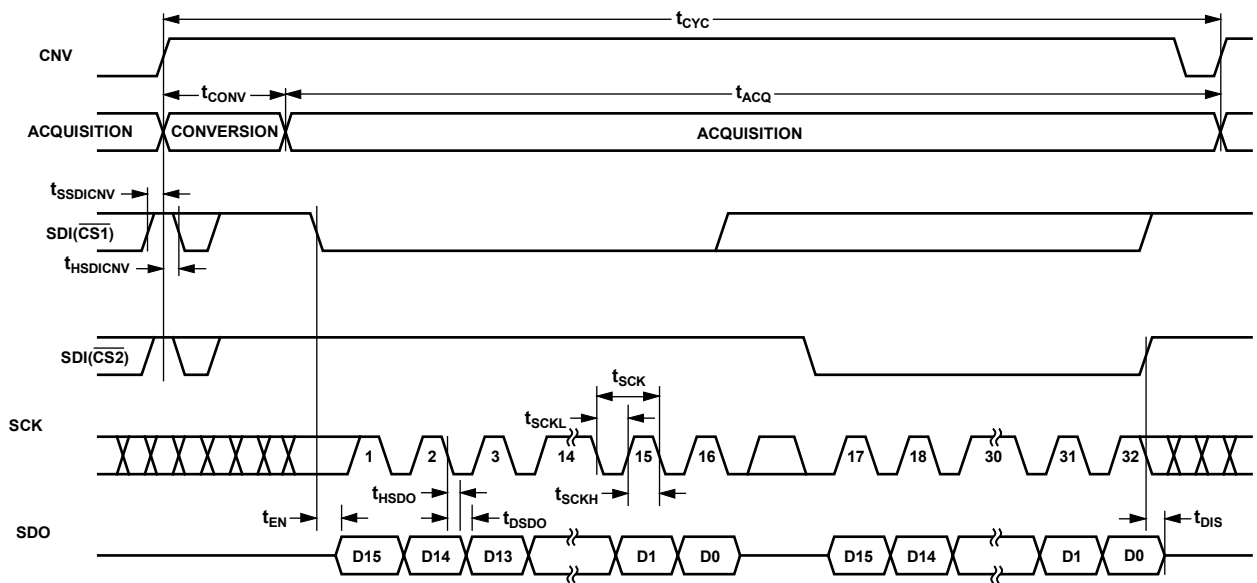 tCYC
CNV
tCONV
tACQ
ACQUISITION
CONVERSION
ACQUISITION
tSSDICNV
SDI(CS1)
tHSDICNV
SDI(CS2)
tSCK
tSCKL
SCK
1 2 3 14 15 16 17 18 30 31 32
tHSDO
tSCKH
tEN
tDSDO
tDIS
SDO
D15 D14 D13 D1 D0 D15 D14 D1 D0